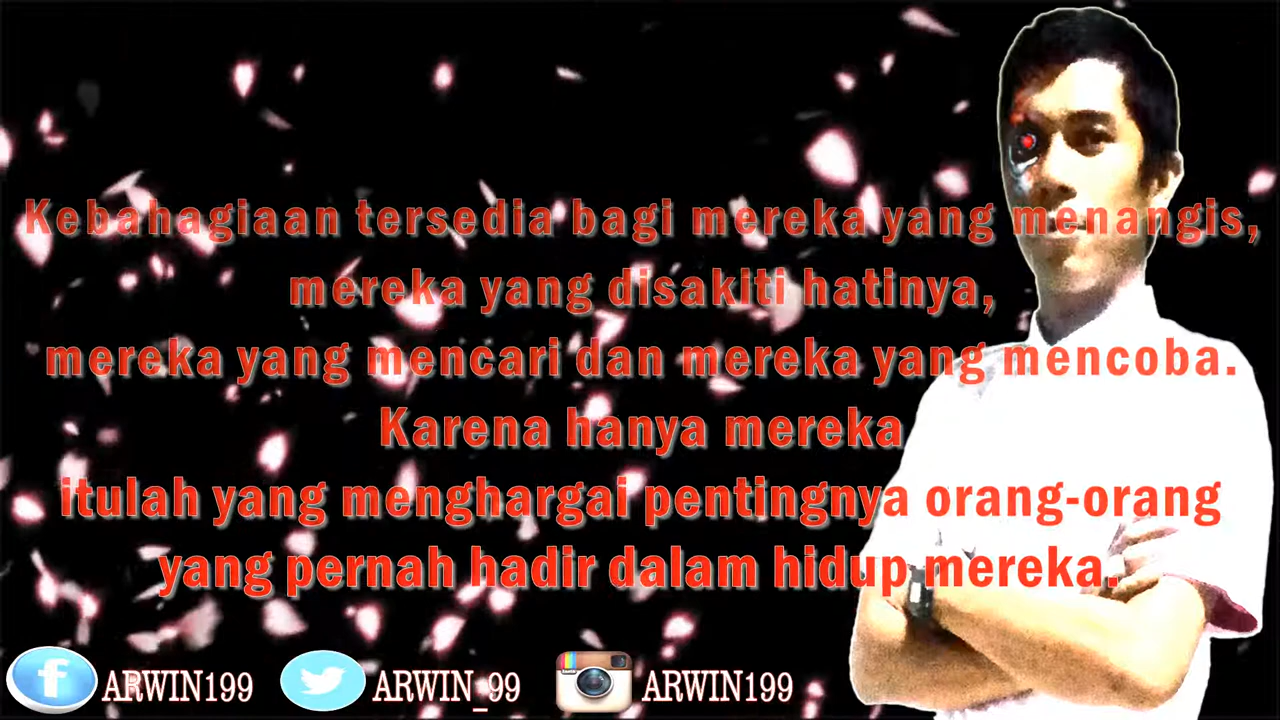 Kebahagiaan tersedia bagi mereka yang menangis,
mereka yang disakiti hatinya,
mereka yang mencari dan mereka yang mencoba.
Karena hanya mereka
itulah yang menghargai pentingnya orang-orang
yang pernah hadir dalam hidup mereka.
ARWIN199 ARWIN_99 ARWIN199